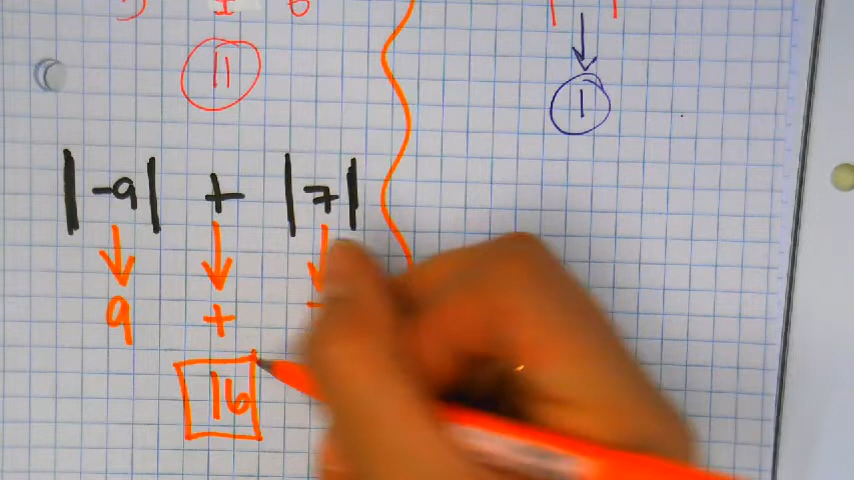 11
1
|-9| + |7|
9 +
16